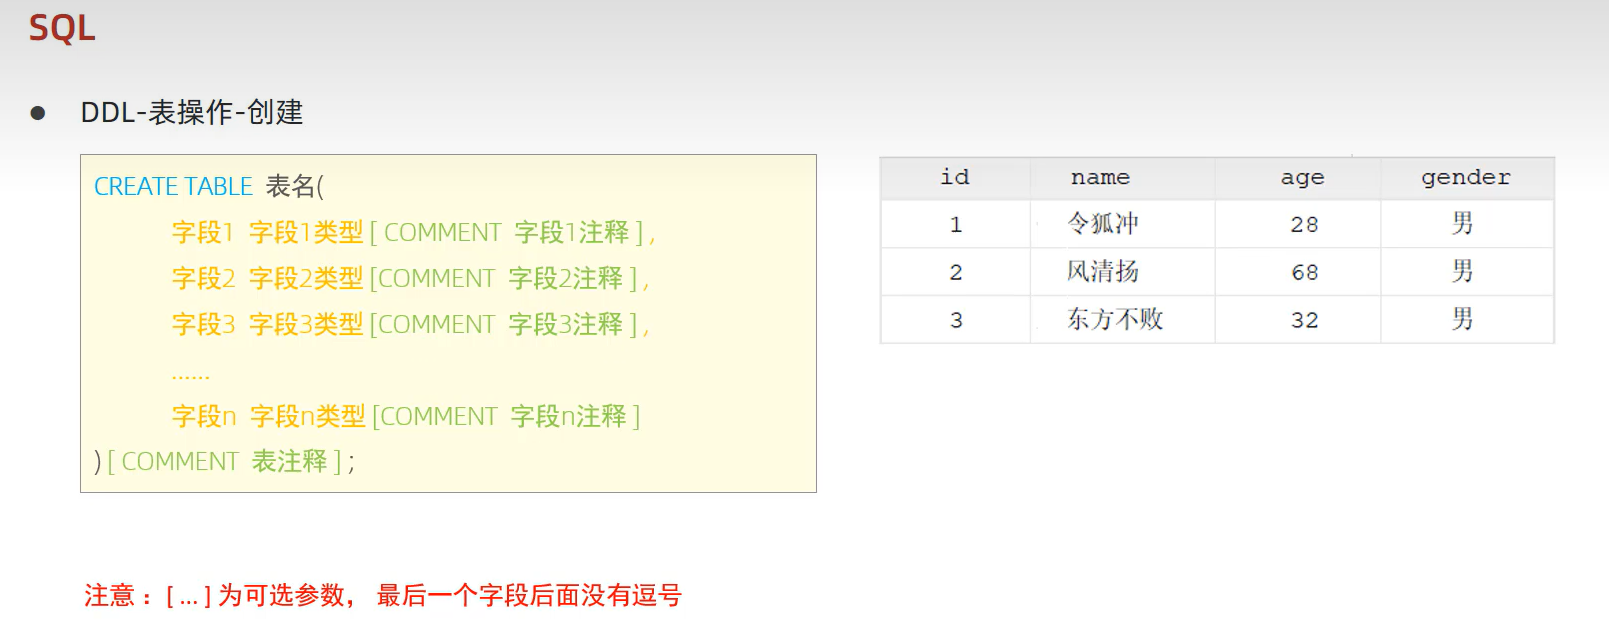 SQL
DDL-表操作-创建
CREATE TABLE 表名(
字段1 字段1类型 [ COMMENT 字段1注释 ] ,
字段2 字段2类型 [COMMENT 字段2注释 ] ,
字段3 字段3类型 [COMMENT 字段3注释 ] ,
......
字段n 字段n类型 [COMMENT 字段n注释 ]
) [ COMMENT 表注释 ] ;
id name age gender
1 令狐冲 28 男
2 风清扬 68 男
3 东方不败 32 男
注意：[ ... ] 为可选参数， 最后一个字段后面没有逗号